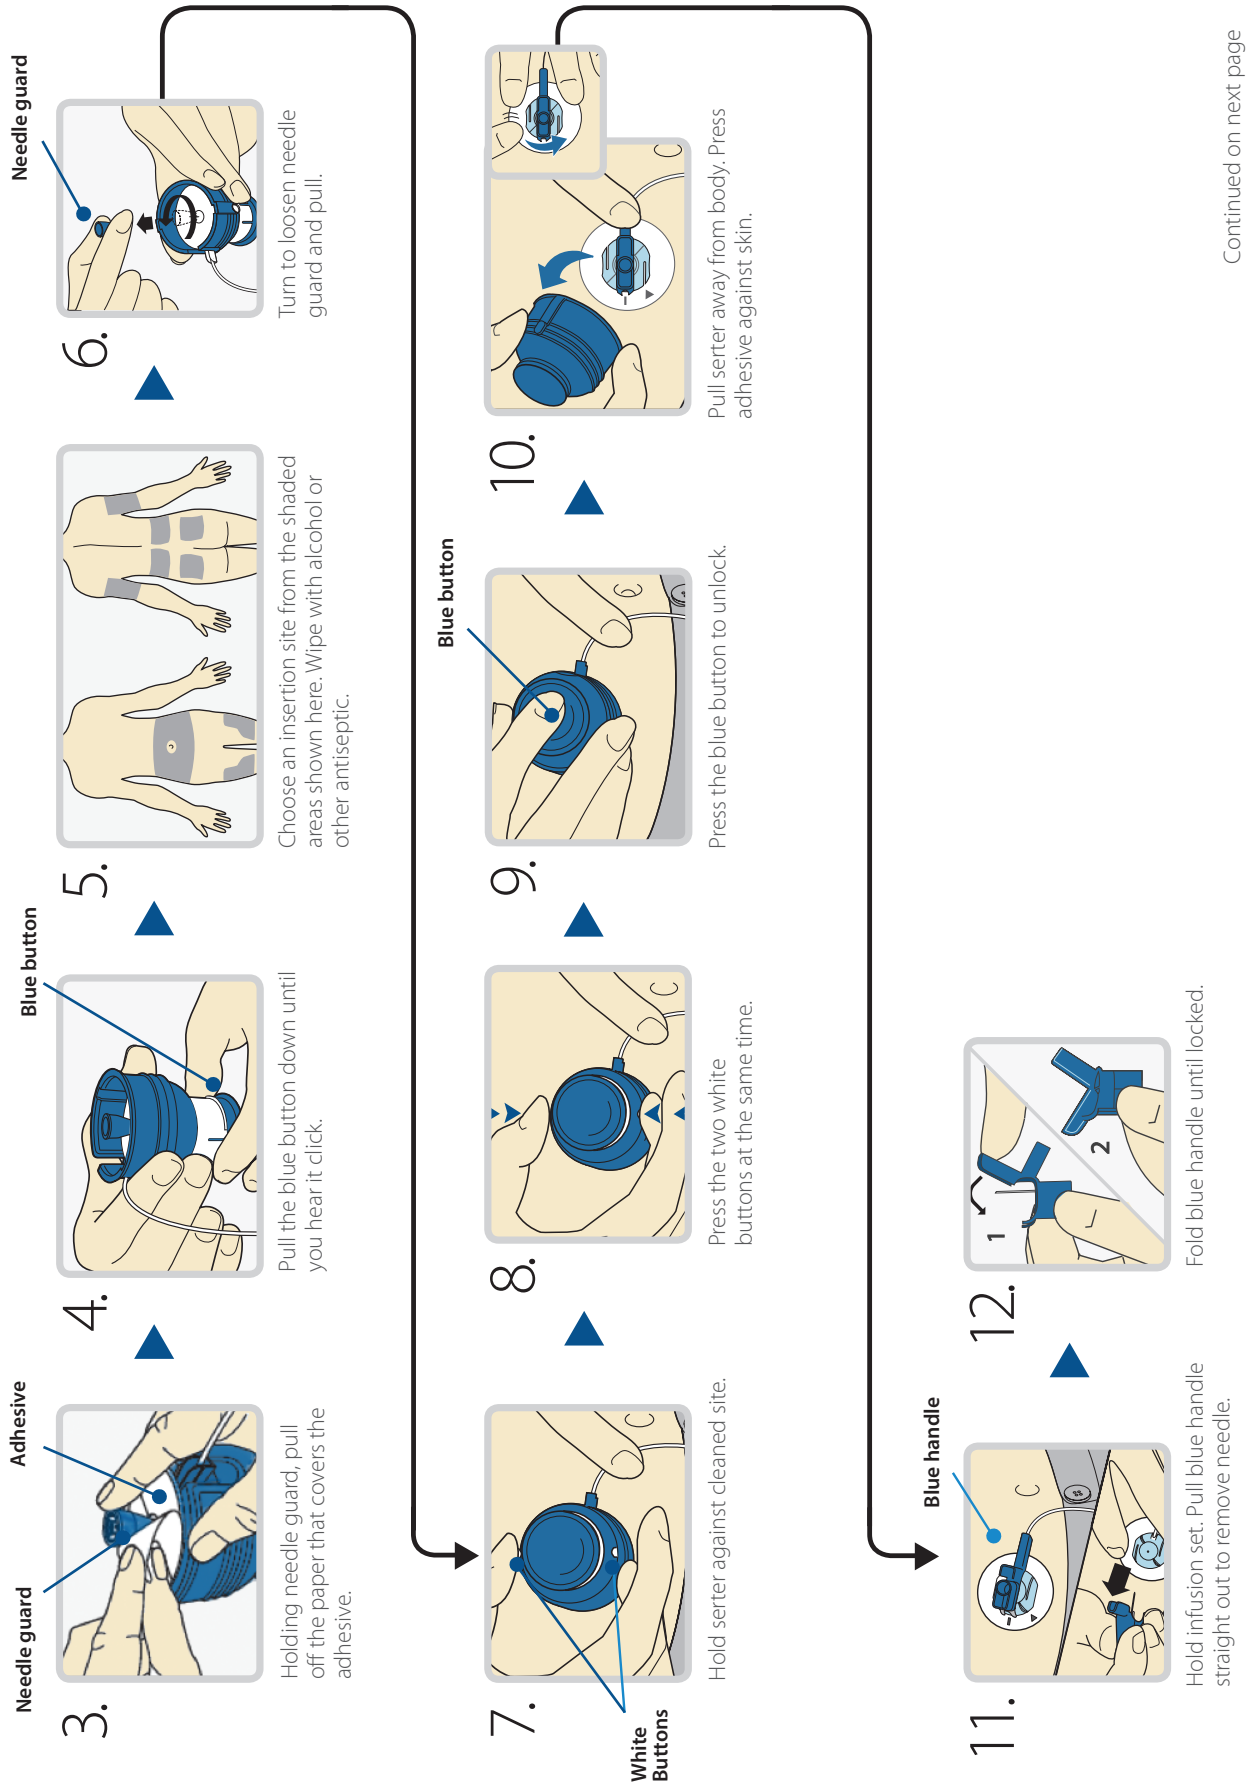 3.
Needle guard
Adhesive
Holding needle guard, pull
off the paper that covers the
adhesive.
4.
Blue button
Pull the blue button down until
you hear it click.
5.
Choose an insertion site from the shaded
areas shown here. Wipe with alcohol or
other antiseptic.
6.
Needle guard
Turn to loosen needle
guard and pull.
7.
White
Buttons
Hold serter against cleaned site.
8.
Press the two white
buttons at the same time.
9.
Blue button
Press the blue button to unlock.
10.
Pull serter away from body. Press
adhesive against skin.
11.
Blue handle
Hold infusion set. Pull blue handle
straight out to remove needle.
12.
1
2
Fold blue handle until locked.
Continued on next page